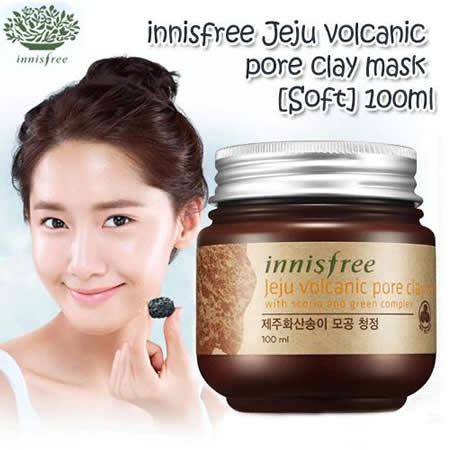 innisfree
innisfree Jeju volcanic
pore clay mask
[Soft] 100ml
innisfree
Jeju volcanic pore clay
with scoria and green complex
제주화산송이 모공 청정
100 ml